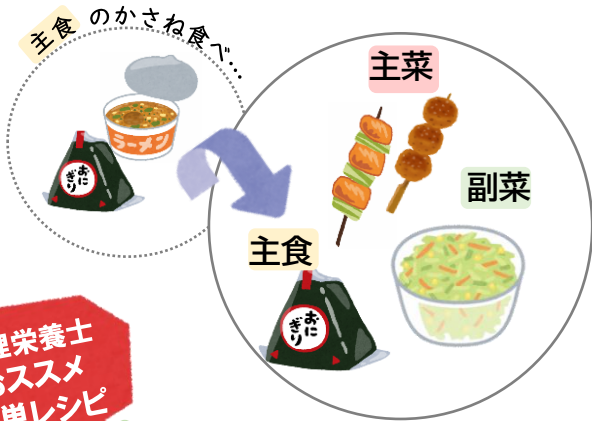 主食 のかさね食べ…
ラーメン
おに
ぎり
主菜
副菜
主食
おに
ぎり
理栄養士
おススメ
単レシピ